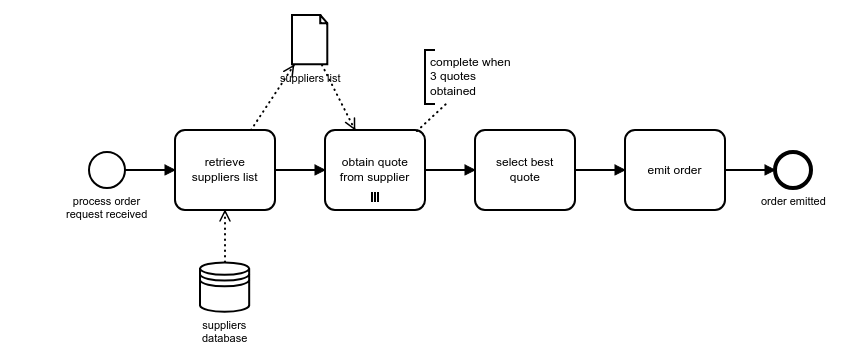 suppliers list
complete when
3 quotes
obtained
retrieve
suppliers list
obtain quote
from supplier
select best
quote
emit order
process order
request received
order emitted
suppliers
database